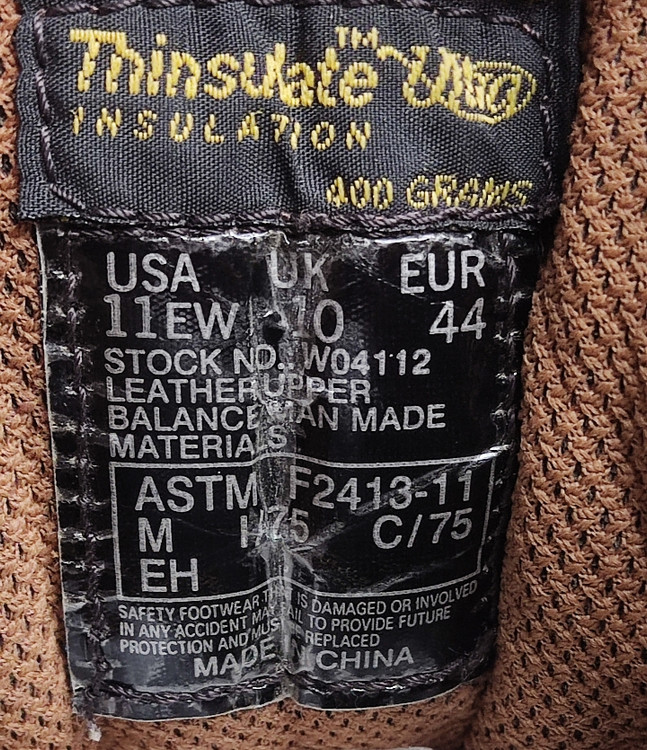 Thinsulate™ Ultra
INSULATION
400 GRAMS
USA UK EUR
11EW 10 44
STOCK NO.: W04112
LEATHER UPPER
BALANCE MAN MADE
MATERIALS
ASTM F2413-11
M I/75 C/75
EH
SAFETY FOOTWEAR THAT IS DAMAGED OR INVOLVED
IN ANY ACCIDENT MAY FAIL TO PROVIDE FUTURE
PROTECTION AND MUST BE REPLACED
MADE IN CHINA